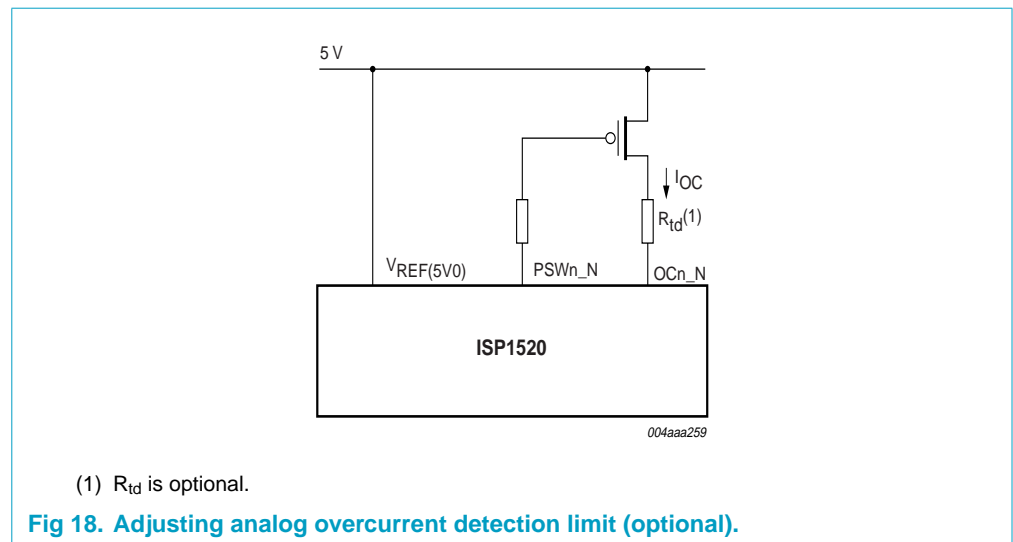 5 V
I_OC
R_td(1)
V_REF(5V0)
PSWn_N
OCn_N
ISP1520
004aaa259
(1) R_td is optional.
Fig 18. Adjusting analog overcurrent detection limit (optional).